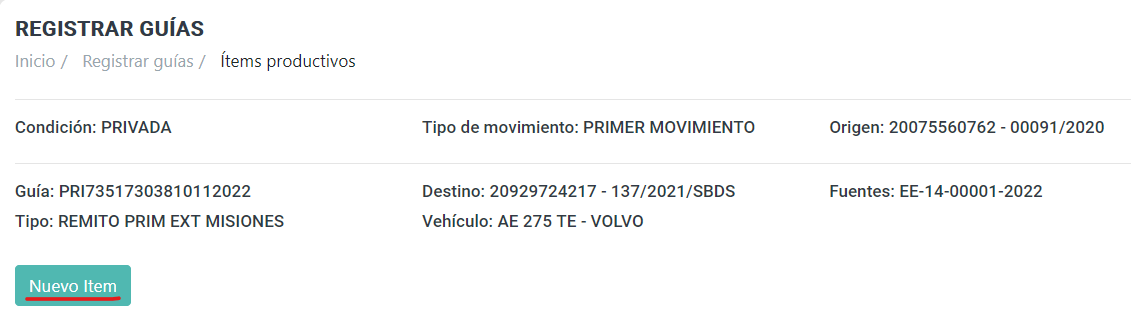 REGISTRAR GUÍAS
Inicio / Registrar guías / Ítems productivos
Condición: PRIVADA Tipo de movimiento: PRIMER MOVIMIENTO Origen: 20075560762 - 00091/2020
Guía: PRI73517303810112022 Destino: 20929724217 - 137/2021/SBDS Fuentes: EE-14-00001-2022
Tipo: REMITO PRIM EXT MISIONES Vehículo: AE 275 TE - VOLVO
Nuevo Item